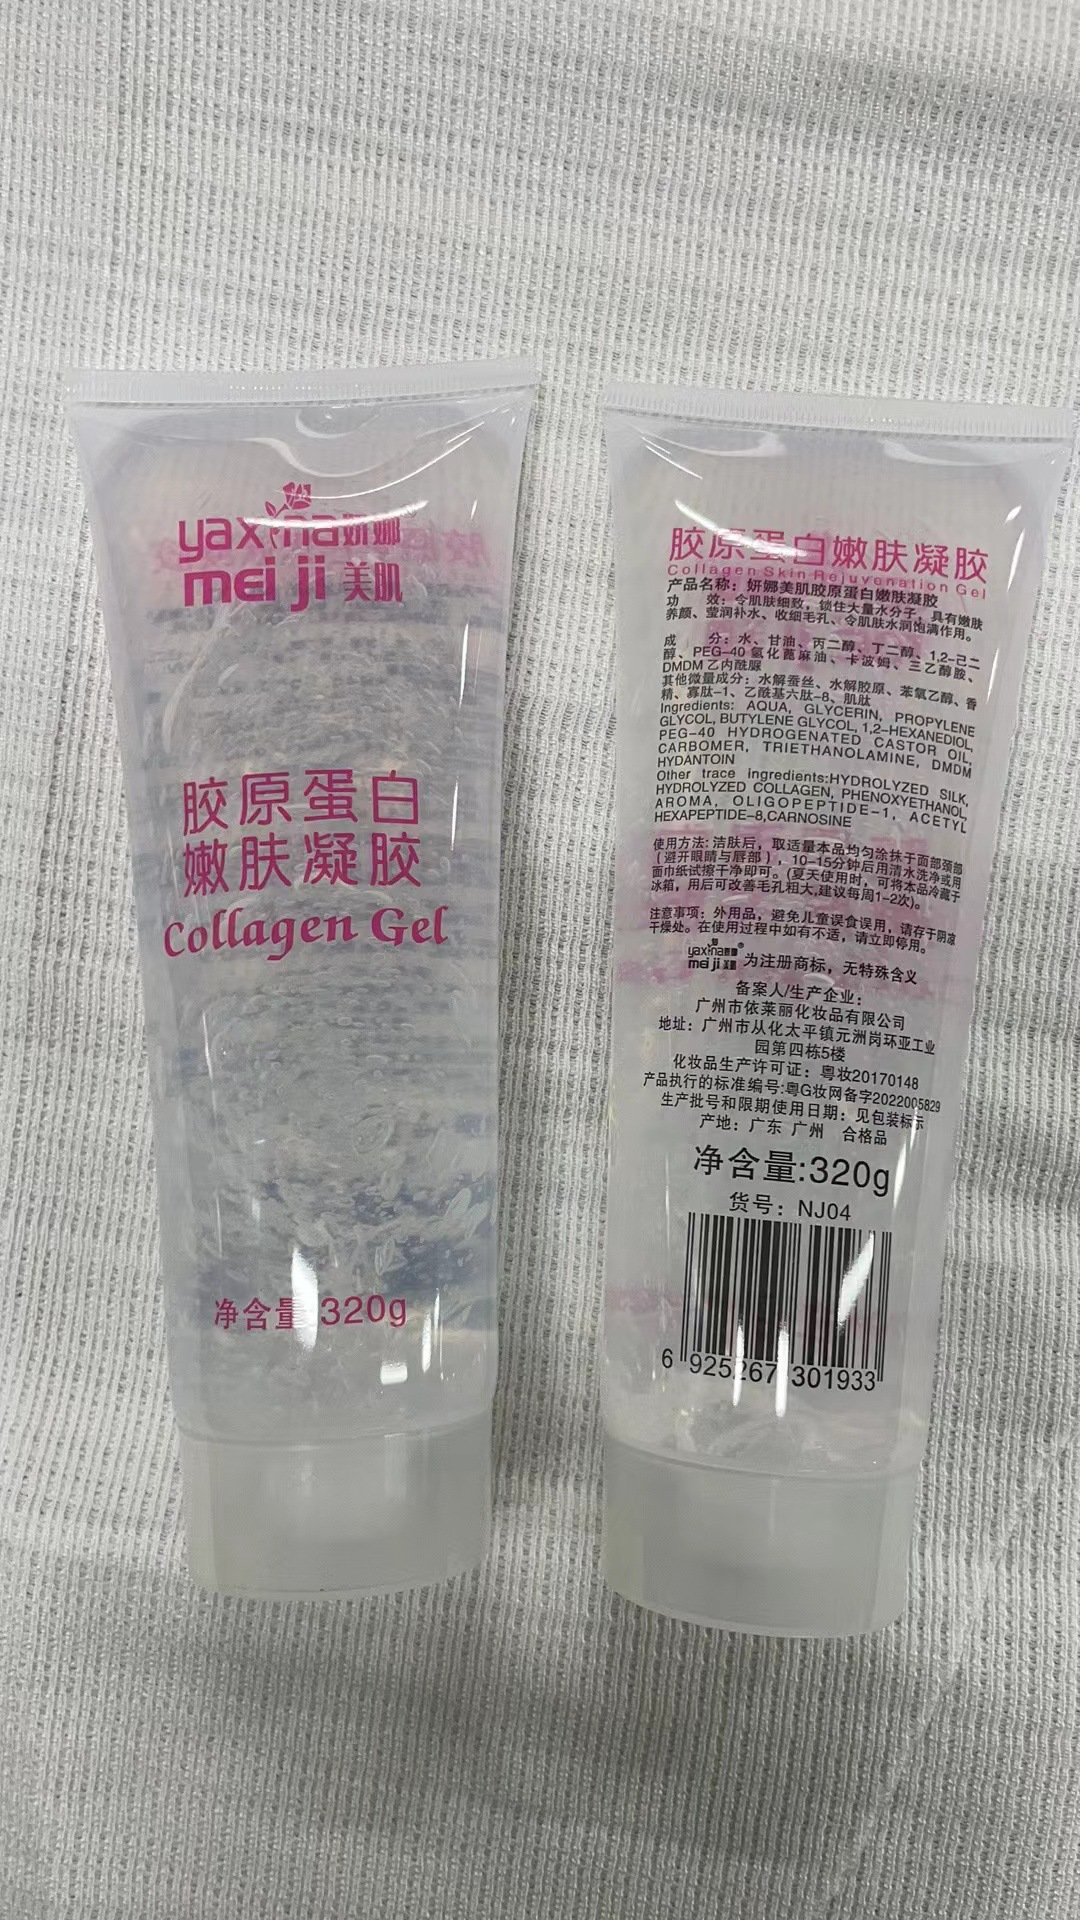 yaxina妍娜
mei ji 美肌
胶原蛋白
嫩肤凝胶
Collagen Gel
净含量 320g
胶原蛋白嫩肤凝胶
Collagen Skin Rejuvenation Gel
产品名称：妍娜美肌胶原蛋白嫩肤凝胶
功 效：令肌肤细致，锁住大量水分子，具有嫩肤
养颜、莹润补水、收细毛孔、令肌肤水润饱满作用。
成 分：水、甘油、丙二醇、丁二醇、1,2-己二
醇、PEG-40 氢化蓖麻油、卡波姆、三乙醇胺、
DMDM 乙内酰脲
其他微量成分：水解蚕丝、水解胶原、苯氧乙醇、香
精、寡肽-1、乙酰基六肽-8、肌肽
Ingredients: AQUA, GLYCERIN, PROPYLENE
GLYCOL, BUTYLENE GLYCOL, 1,2-HEXANEDIOL,
PEG-40 HYDROGENATED CASTOR OIL,
CARBOMER, TRIETHANOLAMINE, DMDM
HYDANTOIN
Other trace ingredients:HYDROLYZED SILK,
HYDROLYZED COLLAGEN, PHENOXYETHANOL,
AROMA, OLIGOPEPTIDE-1, ACETYL
HEXAPEPTIDE-8,CARNOSINE
使用方法: 洁肤后，取适量本品均匀涂抹于面部颈部
（避开眼睛与唇部），10-15分钟后用清水洗净或用
面巾纸试擦干净即可。(夏天使用时，可将本品冷藏于
冰箱，用后可改善毛孔粗大,建议每周1-2次)。
注意事项：外用品，避免儿童误食误用，请存于阴凉
干燥处。在使用过程中如有不适，请立即停用。
yaxina妍娜®
mei ji 美肌 为注册商标，无特殊含义
备案人/生产企业：
广州市依莱丽化妆品有限公司
地址：广州市从化太平镇元洲岗环亚工业
园第四栋5楼
化妆品生产许可证：粤妆20170148
产品执行的标准编号:粤G妆网备字2022005829
生产批号和限期使用日期：见包装标示
产地：广东 广州 合格品
净含量:320g
货号：NJ04
6 925267 301933